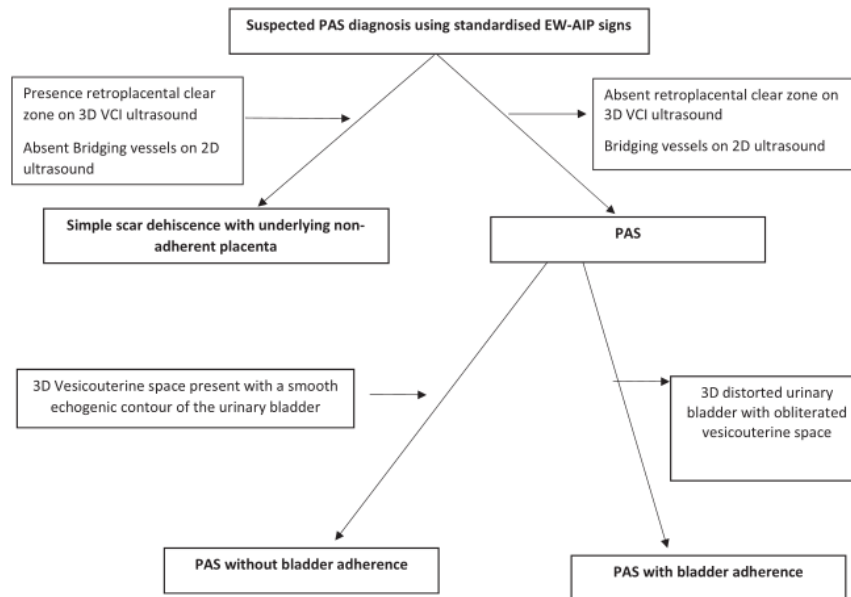 Suspected PAS diagnosis using standardised EW-AIP signs
Presence retroplacental clear
zone on 3D VCI ultrasound
Absent Bridging vessels on 2D
ultrasound
Absent retroplacental clear zone on
3D VCI ultrasound
Bridging vessels on 2D ultrasound
Simple scar dehiscence with underlying non-
adherent placenta
PAS
3D Vesicouterine space present with a smooth
echogenic contour of the urinary bladder
3D distorted urinary
bladder with obliterated
vesicouterine space
PAS without bladder adherence
PAS with bladder adherence